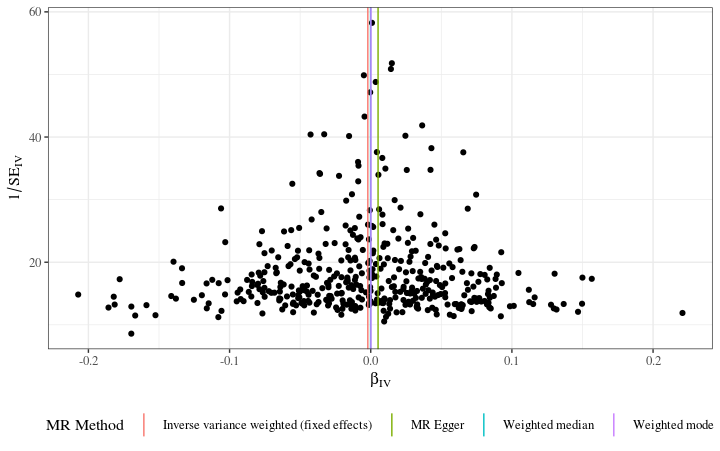 60
40
20
1/SE_IV
-0.2
-0.1
0.0
0.1
0.2
β_IV
MR Method Inverse variance weighted (fixed effects) MR Egger Weighted median Weighted mode